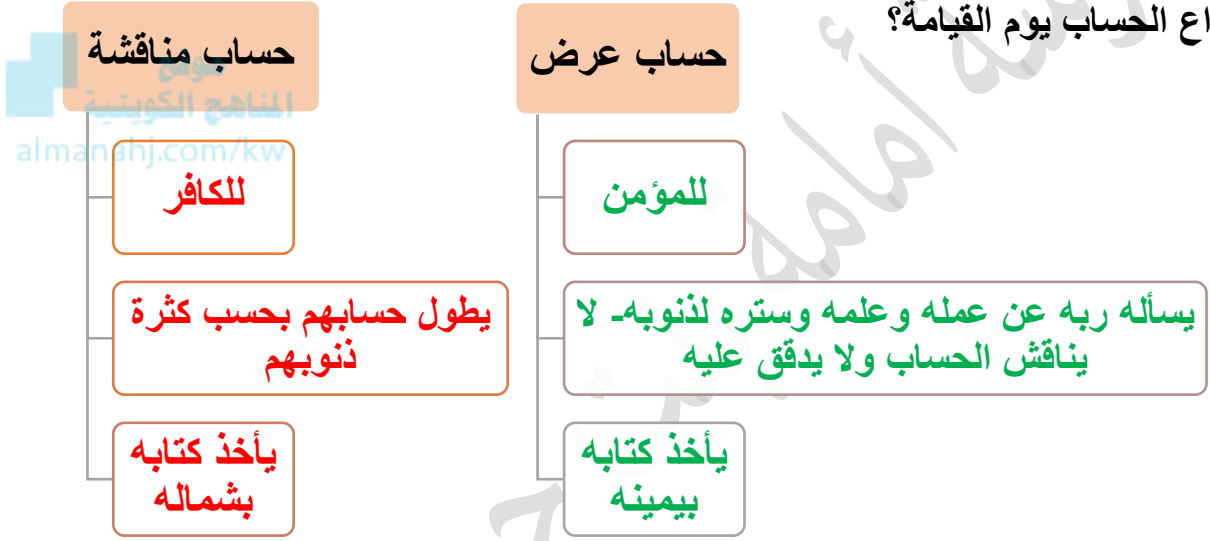 اع الحساب يوم القيامة؟
حساب عرض
للمؤمن
يسأله ربه عن عمله وعلمه وستره لذنوبه- لا
يناقش الحساب ولا يدقق عليه
يأخذ كتابه
بيمينه
حساب مناقشة
للكافر
يطول حسابهم بحسب كثرة
ذنوبهم
يأخذ كتابه
بشماله
موقع
المناهج الكويتية
almanahj.com/kw